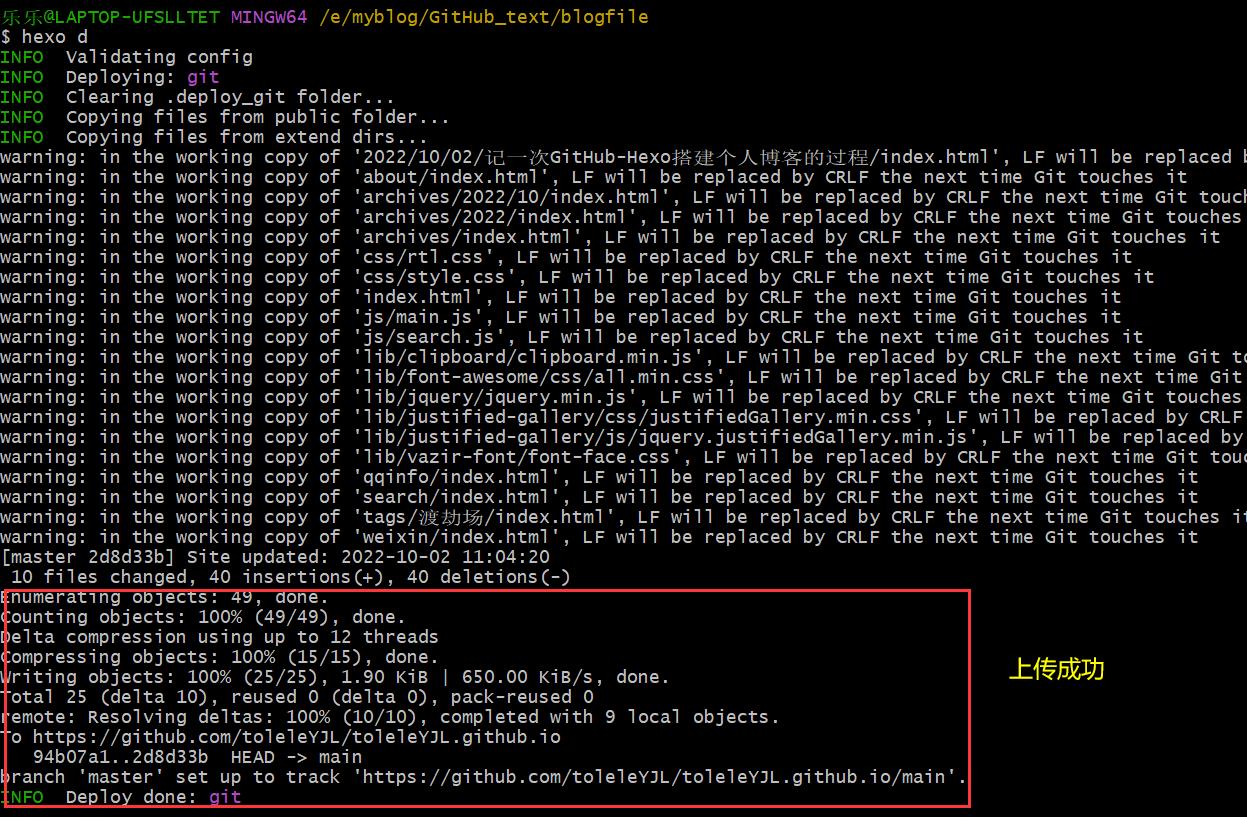 乐乐@LAPTOP-UFSLLTET MINGW64 /e/myblog/GitHub_text/blogfile
$ hexo d
INFO  Validating config
INFO  Deploying: git
INFO  Clearing .deploy_git folder...
INFO  Copying files from public folder...
INFO  Copying files from extend dirs...
warning: in the working copy of '2022/10/02/记一次GitHub-Hexo搭建个人博客的过程/index.html', LF will be replaced b
warning: in the working copy of 'about/index.html', LF will be replaced by CRLF the next time Git touches it
warning: in the working copy of 'archives/2022/10/index.html', LF will be replaced by CRLF the next time Git touc
warning: in the working copy of 'archives/2022/index.html', LF will be replaced by CRLF the next time Git touches
warning: in the working copy of 'archives/index.html', LF will be replaced by CRLF the next time Git touches it
warning: in the working copy of 'css/rtl.css', LF will be replaced by CRLF the next time Git touches it
warning: in the working copy of 'css/style.css', LF will be replaced by CRLF the next time Git touches it
warning: in the working copy of 'index.html', LF will be replaced by CRLF the next time Git touches it
warning: in the working copy of 'js/main.js', LF will be replaced by CRLF the next time Git touches it
warning: in the working copy of 'js/search.js', LF will be replaced by CRLF the next time Git touches it
warning: in the working copy of 'lib/clipboard/clipboard.min.js', LF will be replaced by CRLF the next time Git to
warning: in the working copy of 'lib/font-awesome/css/all.min.css', LF will be replaced by CRLF the next time Git
warning: in the working copy of 'lib/jquery/jquery.min.js', LF will be replaced by CRLF the next time Git touches
warning: in the working copy of 'lib/justified-gallery/css/justifiedGallery.min.css', LF will be replaced by CRLF
warning: in the working copy of 'lib/justified-gallery/js/jquery.justifiedGallery.min.js', LF will be replaced by
warning: in the working copy of 'lib/vazir-font/font-face.css', LF will be replaced by CRLF the next time Git touc
warning: in the working copy of 'qqinfo/index.html', LF will be replaced by CRLF the next time Git touches it
warning: in the working copy of 'search/index.html', LF will be replaced by CRLF the next time Git touches it
warning: in the working copy of 'tags/渡劫场/index.html', LF will be replaced by CRLF the next time Git touches it
warning: in the working copy of 'weixin/index.html', LF will be replaced by CRLF the next time Git touches it
[master 2d8d33b] Site updated: 2022-10-02 11:04:20
 10 files changed, 40 insertions(+), 40 deletions(-)
Enumerating objects: 49, done.
Counting objects: 100% (49/49), done.
Delta compression using up to 12 threads
Compressing objects: 100% (15/15), done.
上传成功
Writing objects: 100% (25/25), 1.90 KiB | 650.00 KiB/s, done.
Total 25 (delta 10), reused 0 (delta 0), pack-reused 0
remote: Resolving deltas: 100% (10/10), completed with 9 local objects.
To https://github.com/toleleYJL/toleleYJL.github.io
   94b07a1..2d8d33b  HEAD -> main
branch 'master' set up to track 'https://github.com/toleleYJL/toleleYJL.github.io/main'.
INFO  Deploy done: git